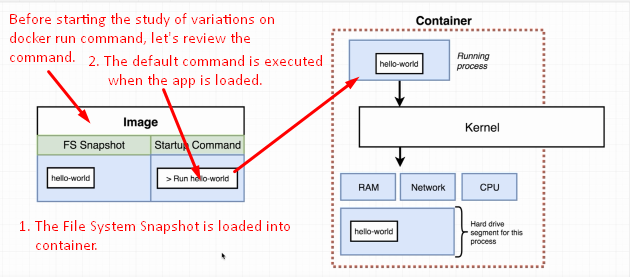 Before starting the study of variations on
docker run command, let's review the
command.
2. The default command is executed
when the app is loaded.
Image
FS Snapshot
Startup Command
hello-world
> Run hello-world
1. The File System Snapshot is loaded into
container.
Container
hello-world
Running
process
Kernel
RAM
Network
CPU
hello-world
Hard drive
segment for this
process